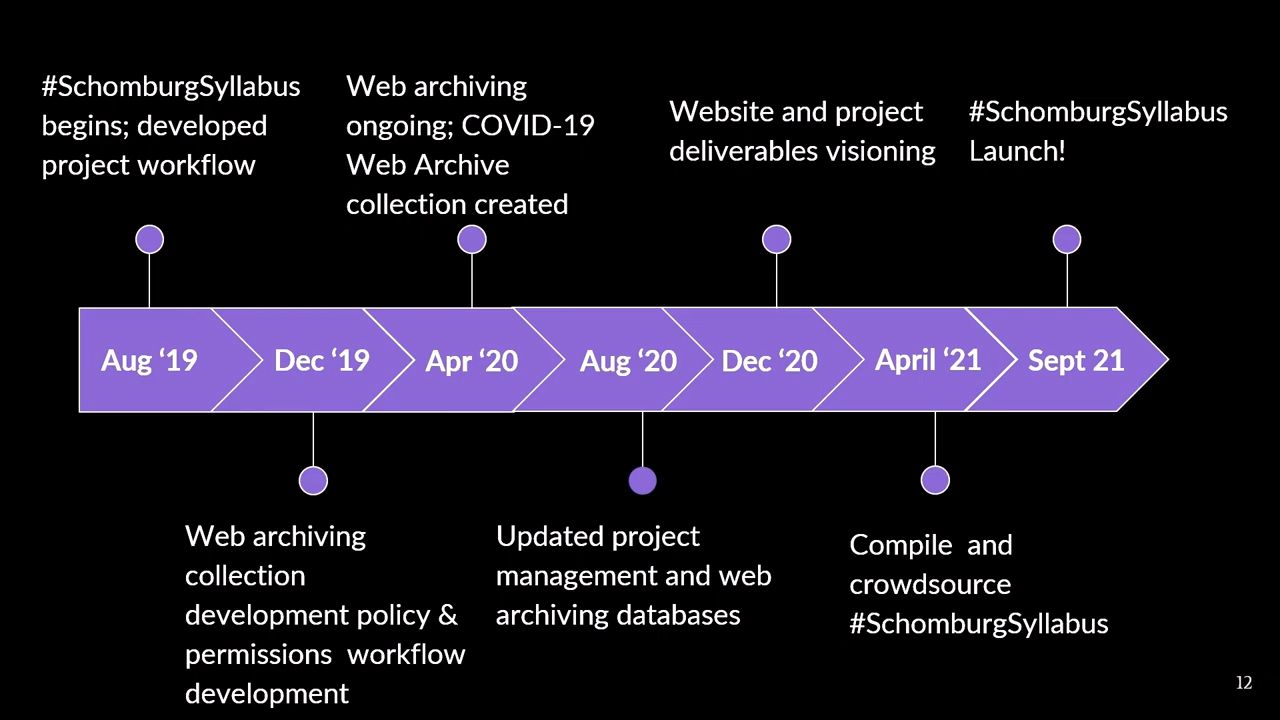 #SchomburgSyllabus
begins; developed
project workflow
Web archiving
ongoing; COVID-19
Web Archive
collection created
Website and project
deliverables visioning
#SchomburgSyllabus
Launch!
Aug ‘19
Dec ‘19
Apr ‘20
Aug ‘20
Dec ‘20
April ‘21
Sept 21
Web archiving
collection
development policy &
permissions  workflow
development
Updated project
management and web
archiving databases
Compile  and
crowdsource
#SchomburgSyllabus
12